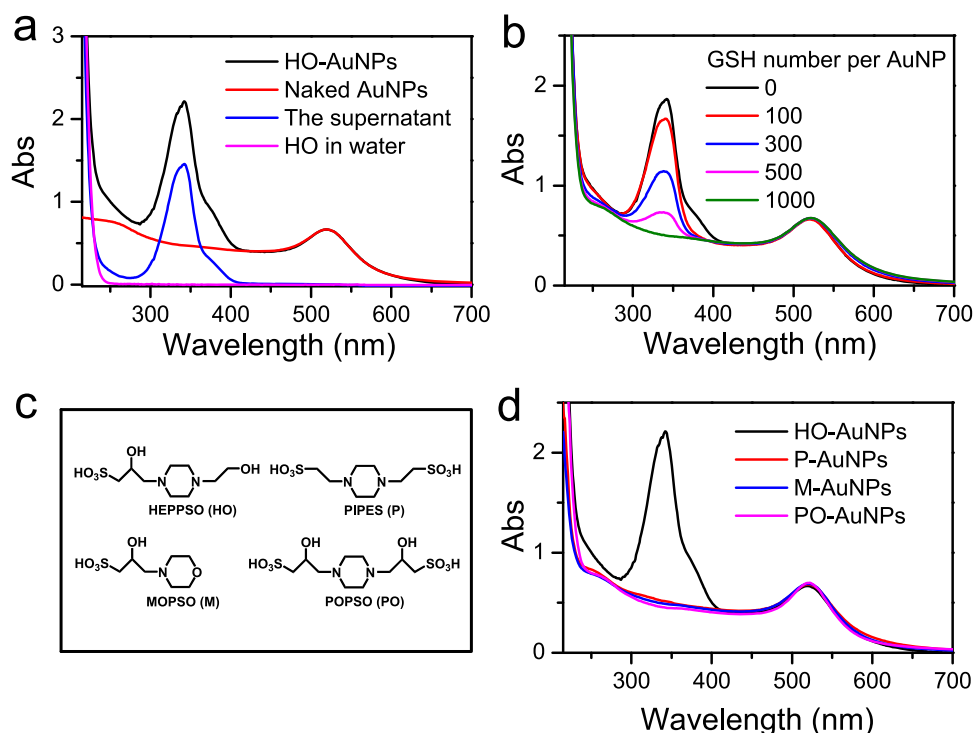 a
3
2
1
0
Abs
300 400 500 600 700
Wavelength (nm)
HO-AuNPs
Naked AuNPs
The supernatant
HO in water
b
2
1
0
Abs
300 400 500 600 700
Wavelength (nm)
GSH number per AuNP
0
100
300
500
1000
c
OH
HO3S
N
N
OH
HEPPSO (HO)
HO3S
N
N
SO3H
PIPES (P)
OH
HO3S
N
O
MOPSO (M)
OH
HO3S
N
N
OH
SO3H
POPSO (PO)
d
2
1
0
Abs
300 400 500 600 700
Wavelength (nm)
HO-AuNPs
P-AuNPs
M-AuNPs
PO-AuNPs